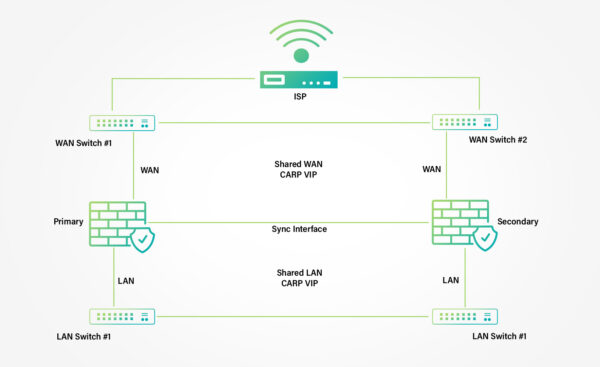 ISP
WAN Switch #1
WAN Switch #2
WAN
Shared WAN
CARP VIP
WAN
Primary
Sync Interface
Secondary
LAN
Shared LAN
CARP VIP
LAN
LAN Switch #1
LAN Switch #1